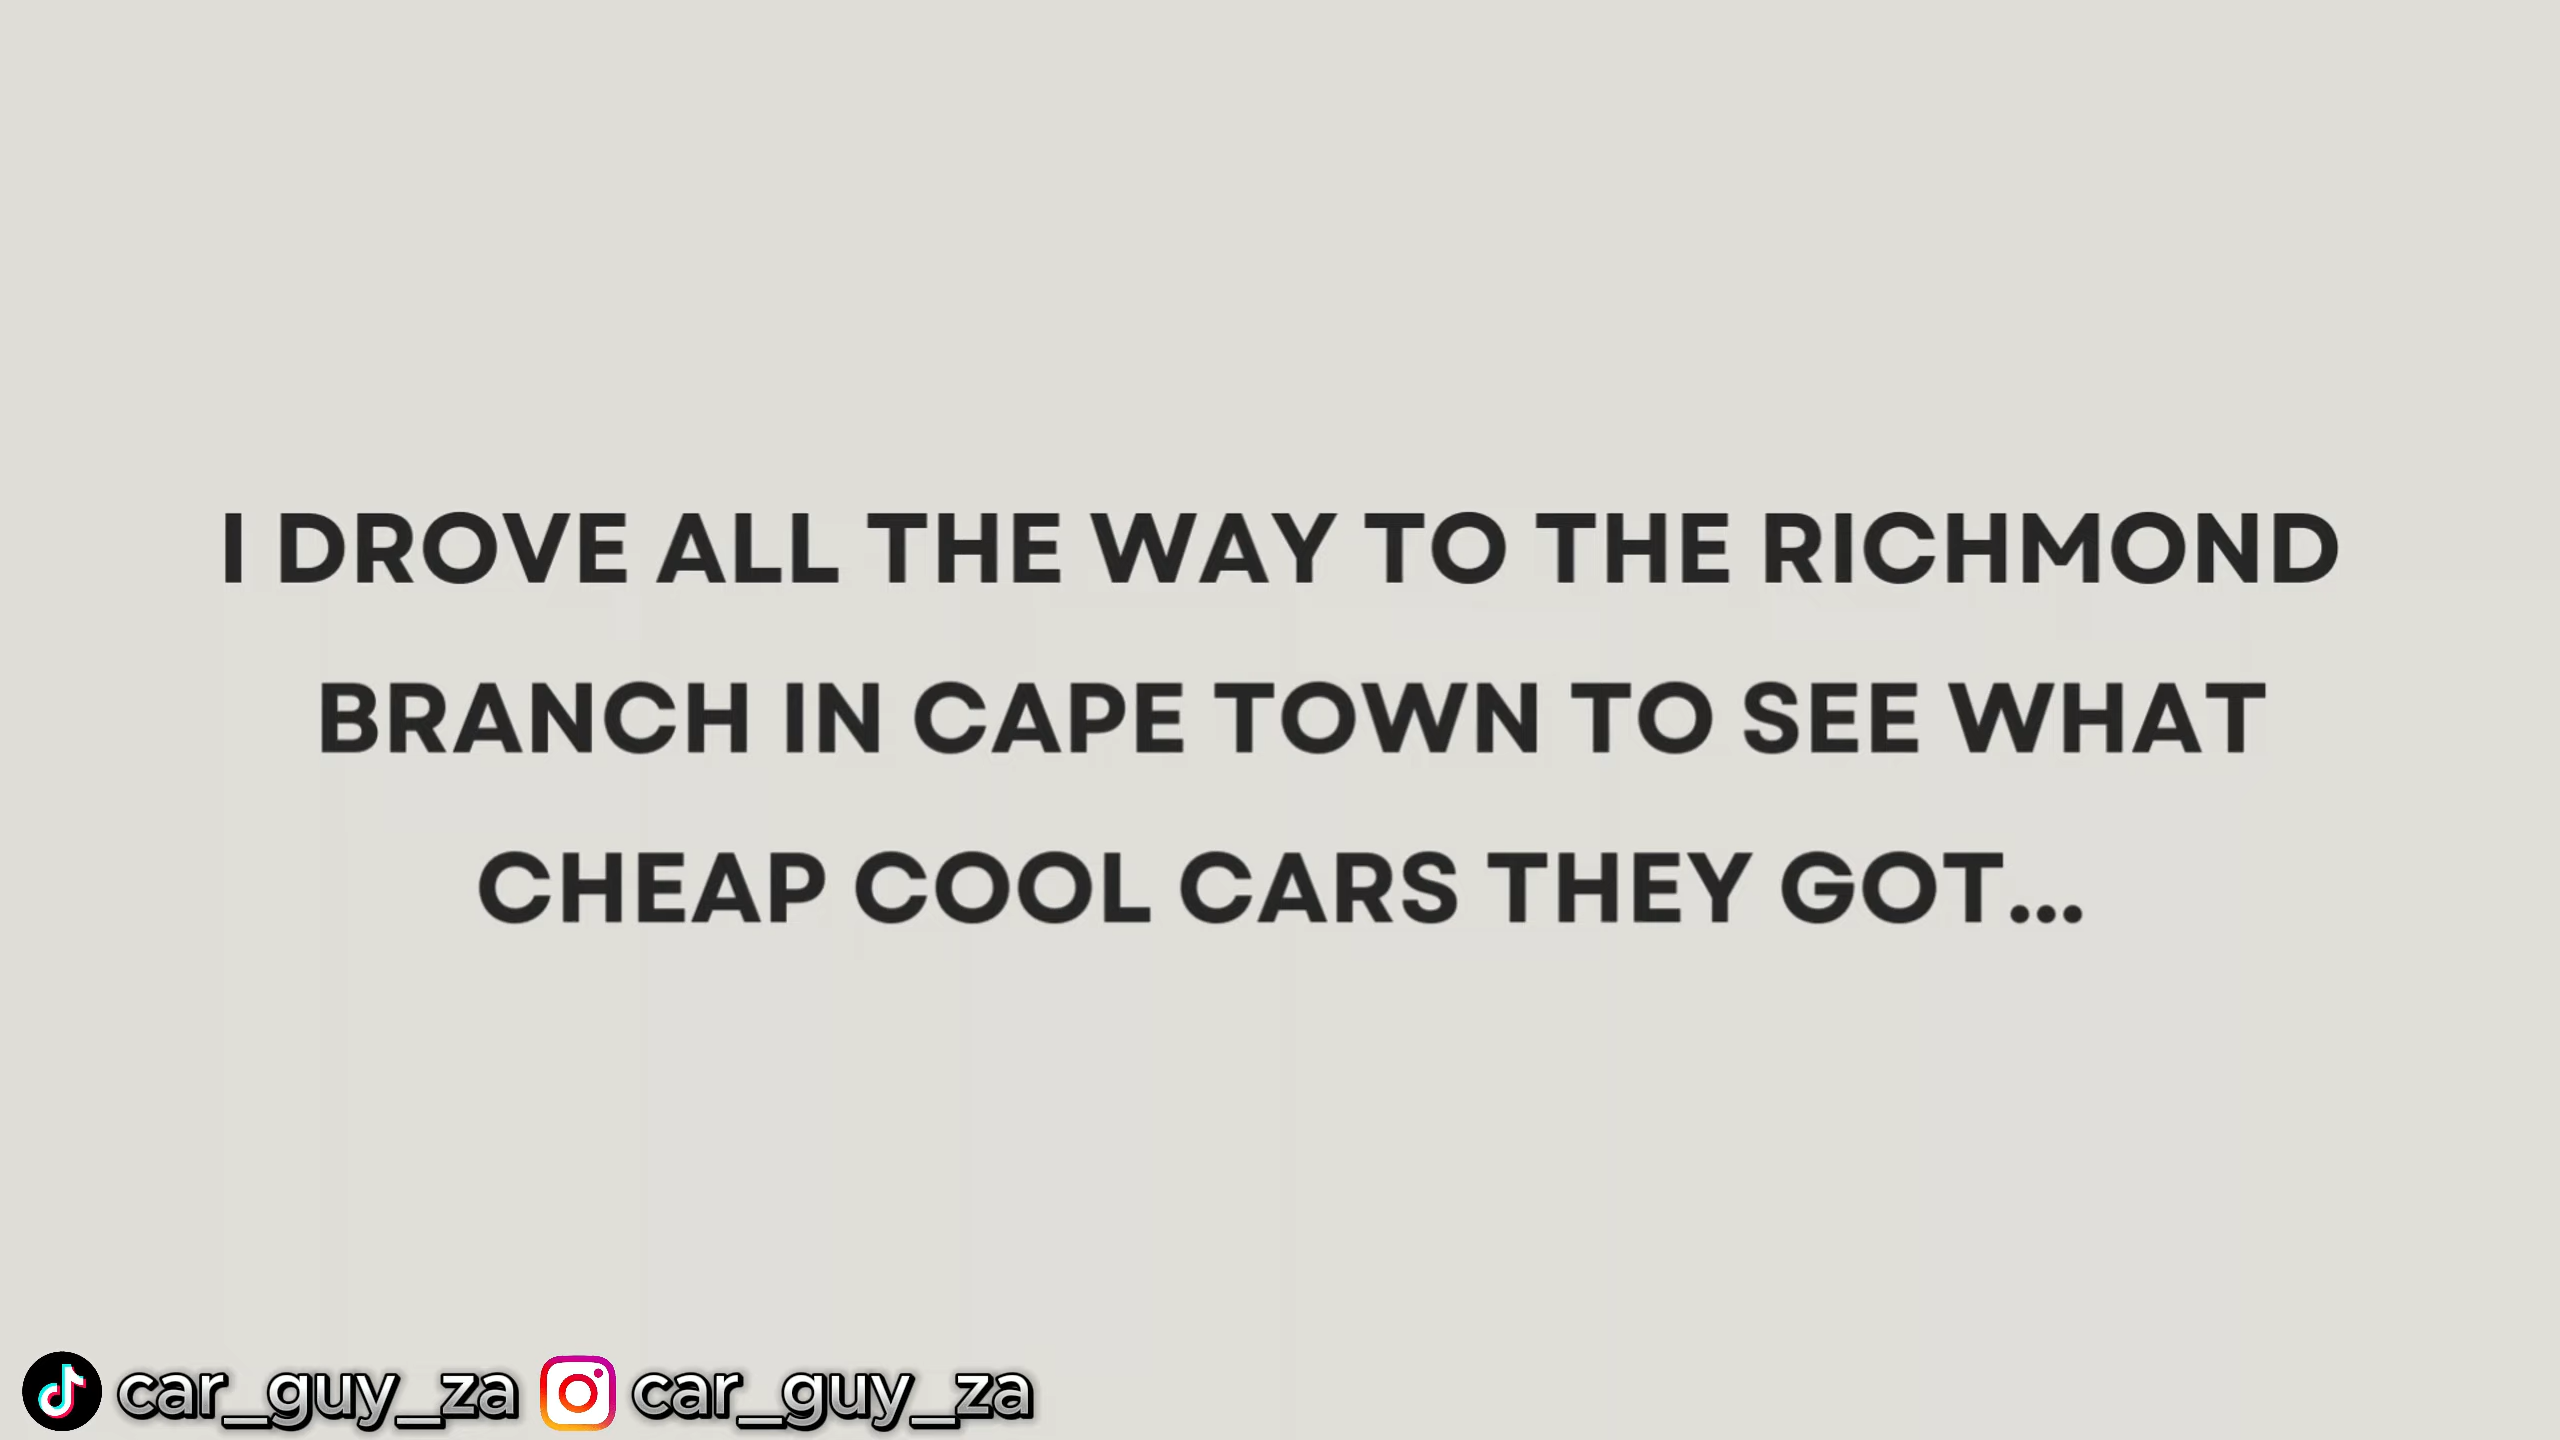 I DROVE ALL THE WAY TO THE RICHMOND
BRANCH IN CAPE TOWN TO SEE WHAT
CHEAP COOL CARS THEY GOT...
car_guy_za car_guy_za